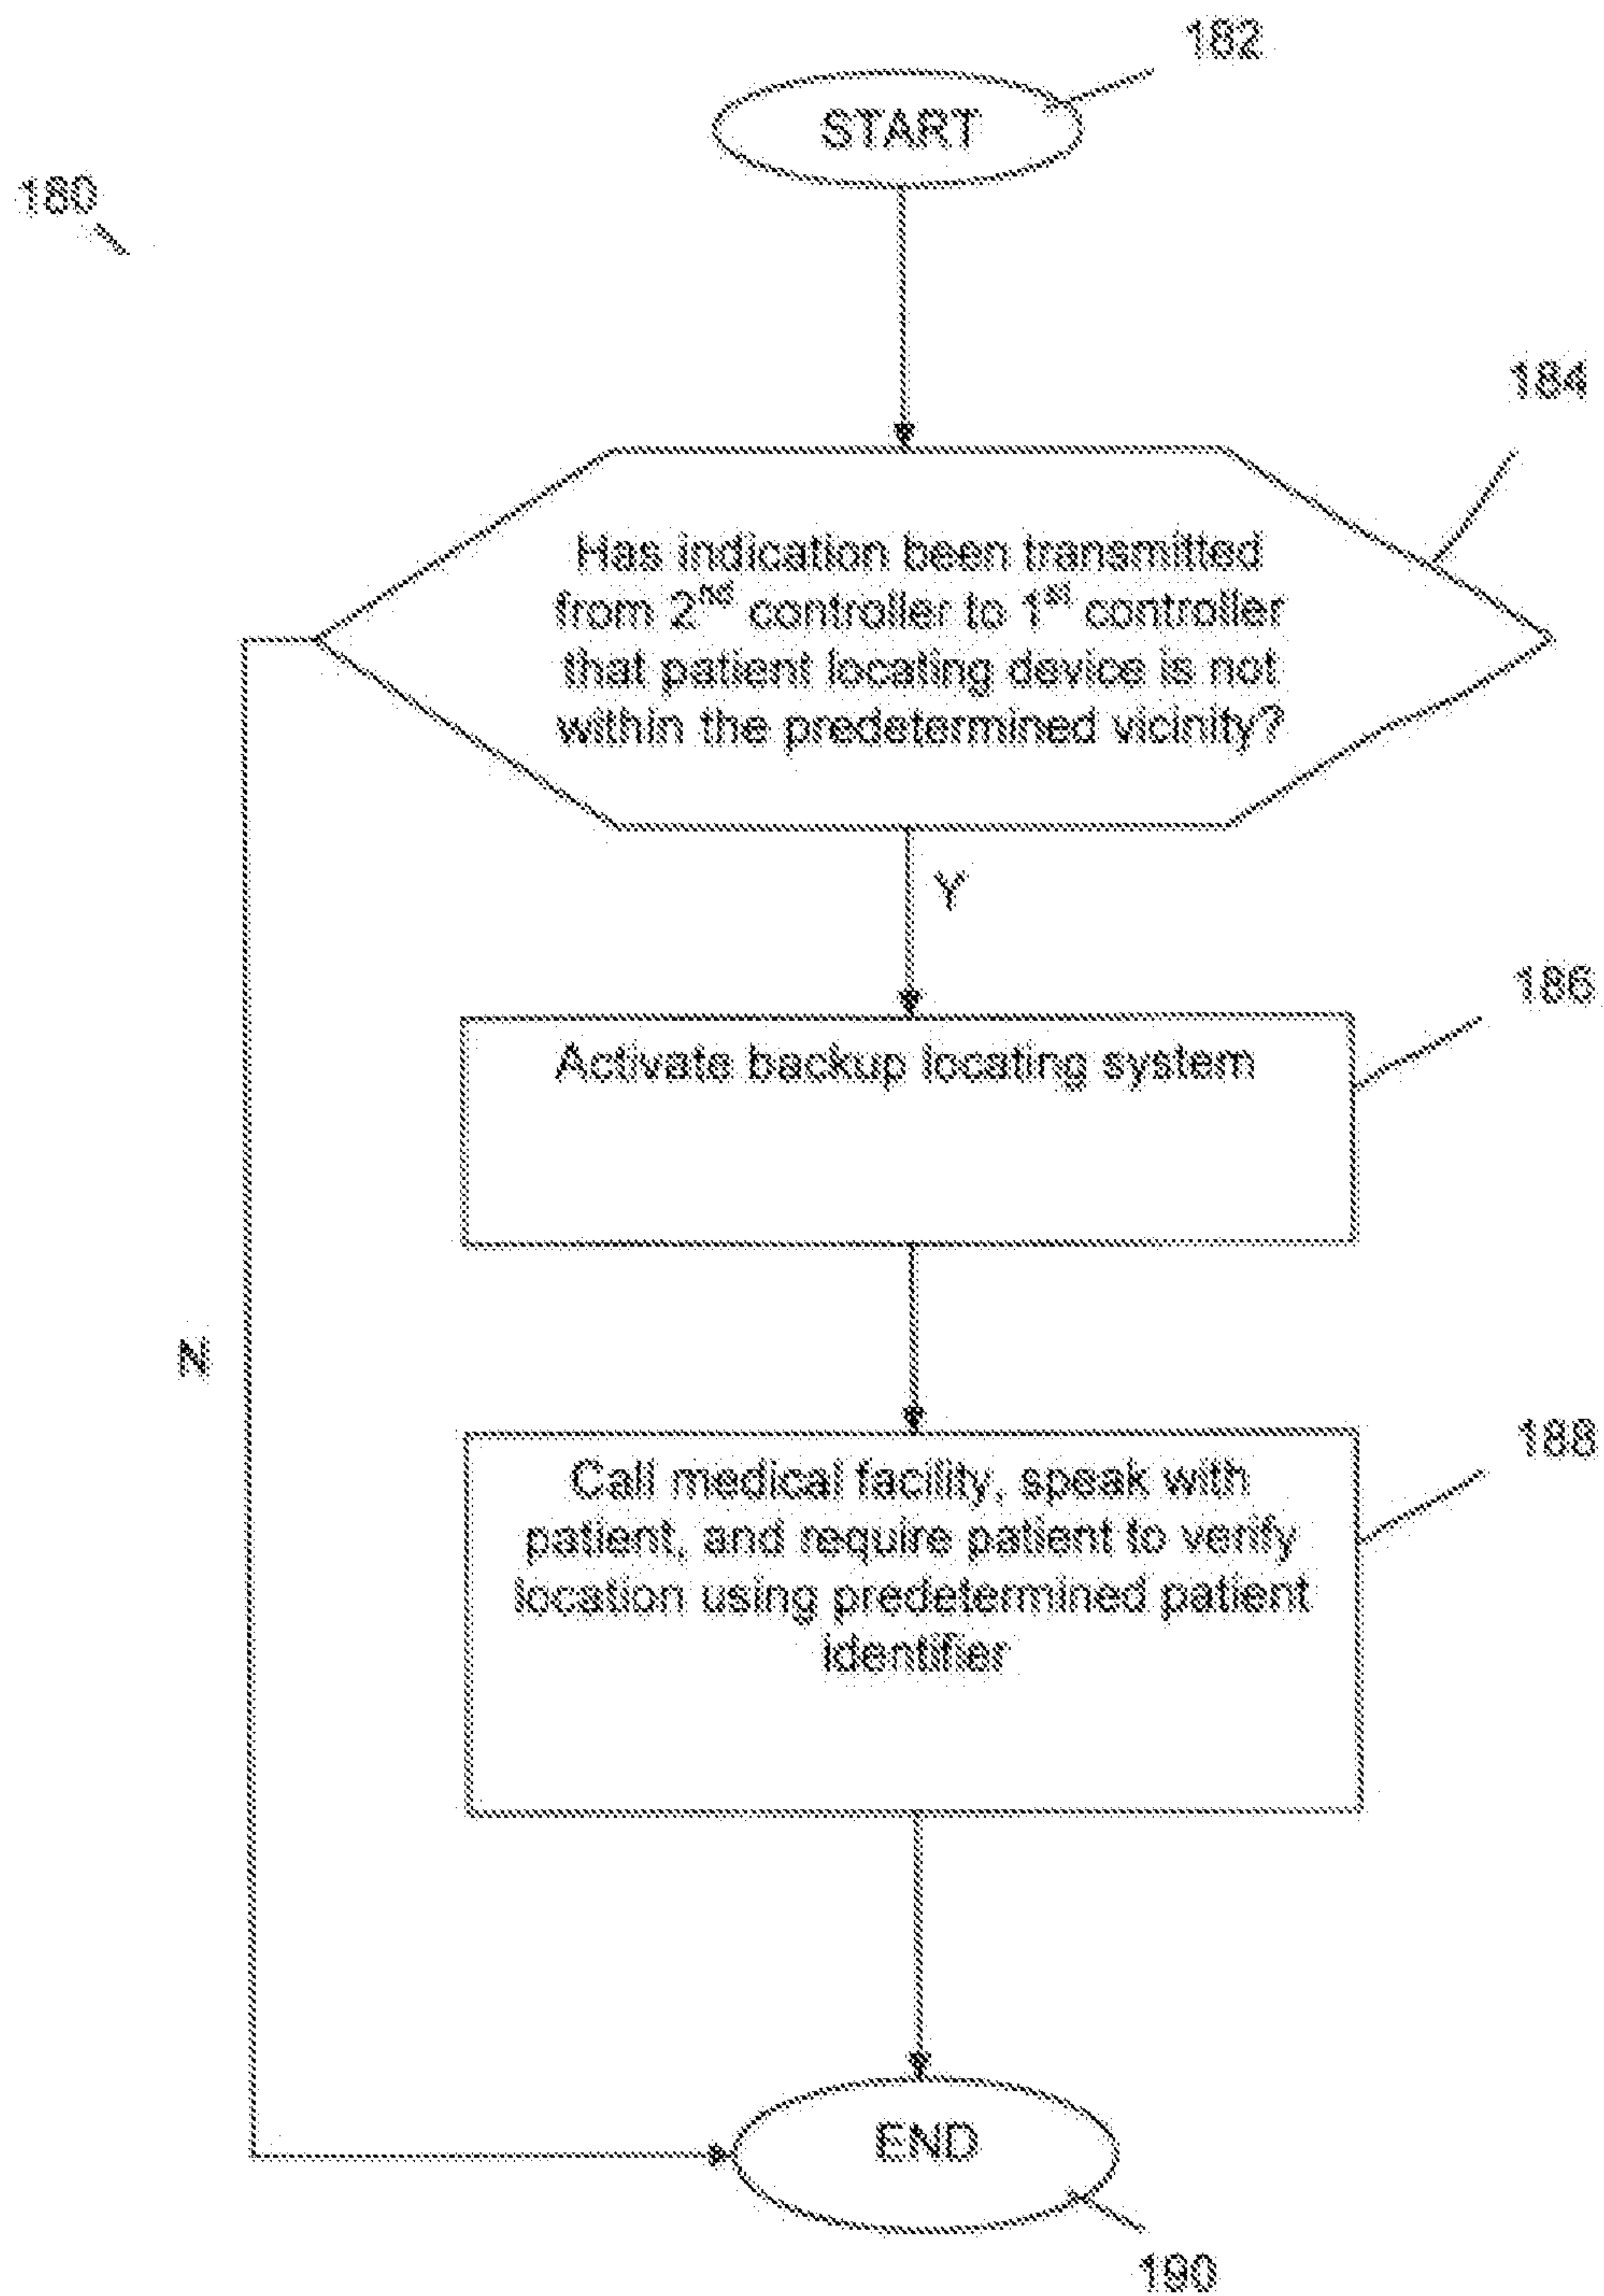 182
START
180
184
Has indication been transmitted
from 2nd controller to 1st controller
that patient locating device is not
within the predetermined vicinity?
Y
186
Activate backup locating system
N
188
Call medical facility, speak with
patient, and require patient to verify
location using predetermined patient
identifier
END
190